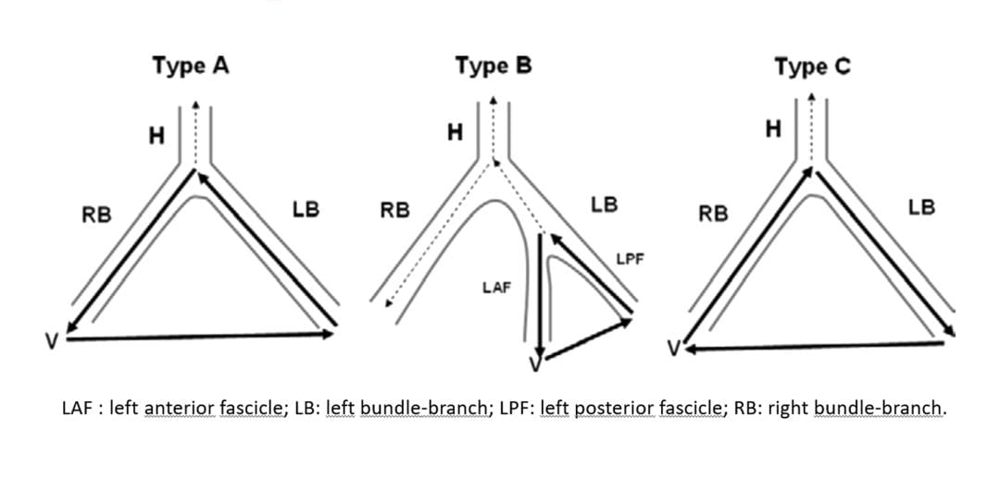 Type A
Type B
Type C
H
H
H
RB
LB
RB
LB
RB
LB
LPF
LAF
V
V
V
LAF : left anterior fascicle; LB: left bundle-branch; LPF: left posterior fascicle; RB: right bundle-branch.